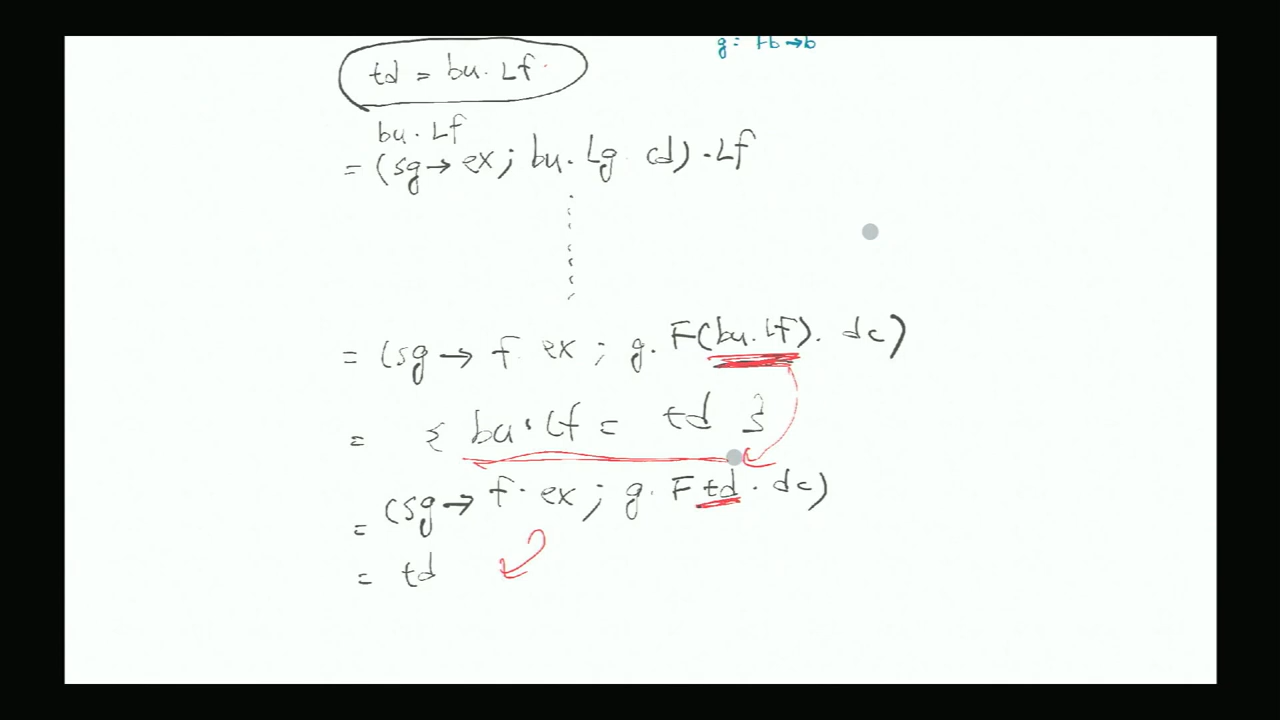 g: Fb→b
td = bu. Lf
bu. Lf
= (sg → ex; bu. Lg cd) . Lf
= (sg → f ex ; g. F(bu. Lf). dc)
= { bu. Lf = td }
= (sg → f. ex ; g. F td . dc)
= td